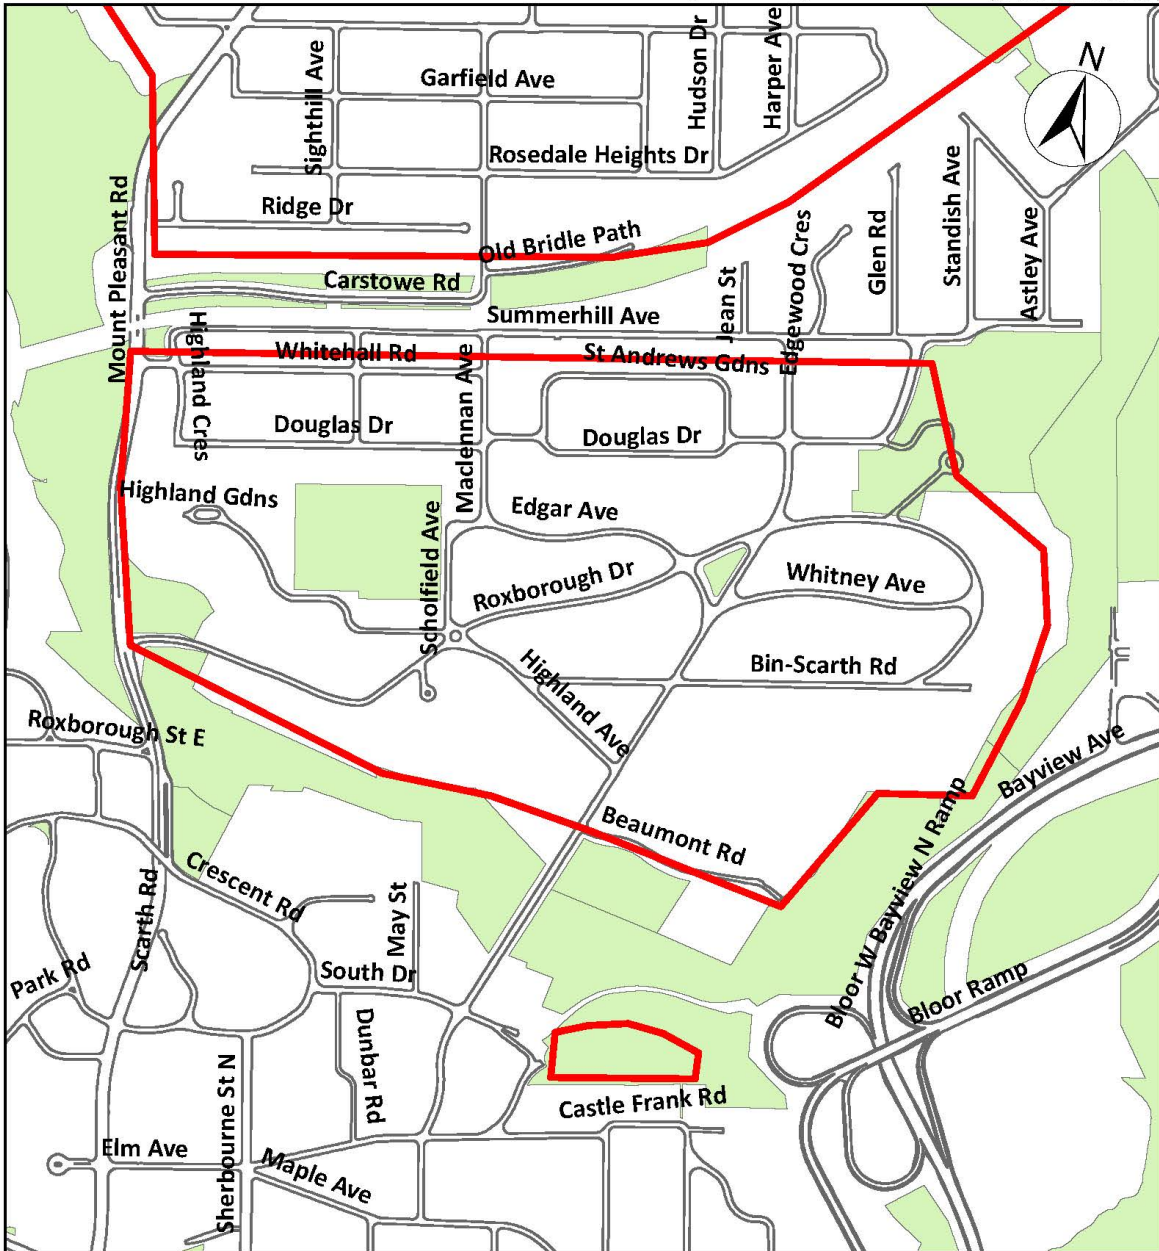 N
Hudson Dr
Harper Ave
Sighthill Ave
Garfield Ave
Rosedale Heights Dr
Standish Ave
Mount Pleasant Rd
Ridge Dr
Old Bridle Path
Edgewood Cres
Glen Rd
Astley Ave
Carstowe Rd
Jean St
Summerhill Ave
Highland Cres
Whitehall Rd
Maclennan Ave
St Andrews Gdns
Douglas Dr
Douglas Dr
Highland Gdns
Edgar Ave
Scholfield Ave
Roxborough Dr
Whitney Ave
Highland Ave
Bin-Scarth Rd
Roxborough St E
Bayview Ave
Beaumont Rd
Bloor W Bayview N Ramp
Crescent Rd
Scarth Rd
May St
Park Rd
South Dr
Bloor Ramp
Dunbar Rd
Castle Frank Rd
Sherbourne St N
Elm Ave
Maple Ave